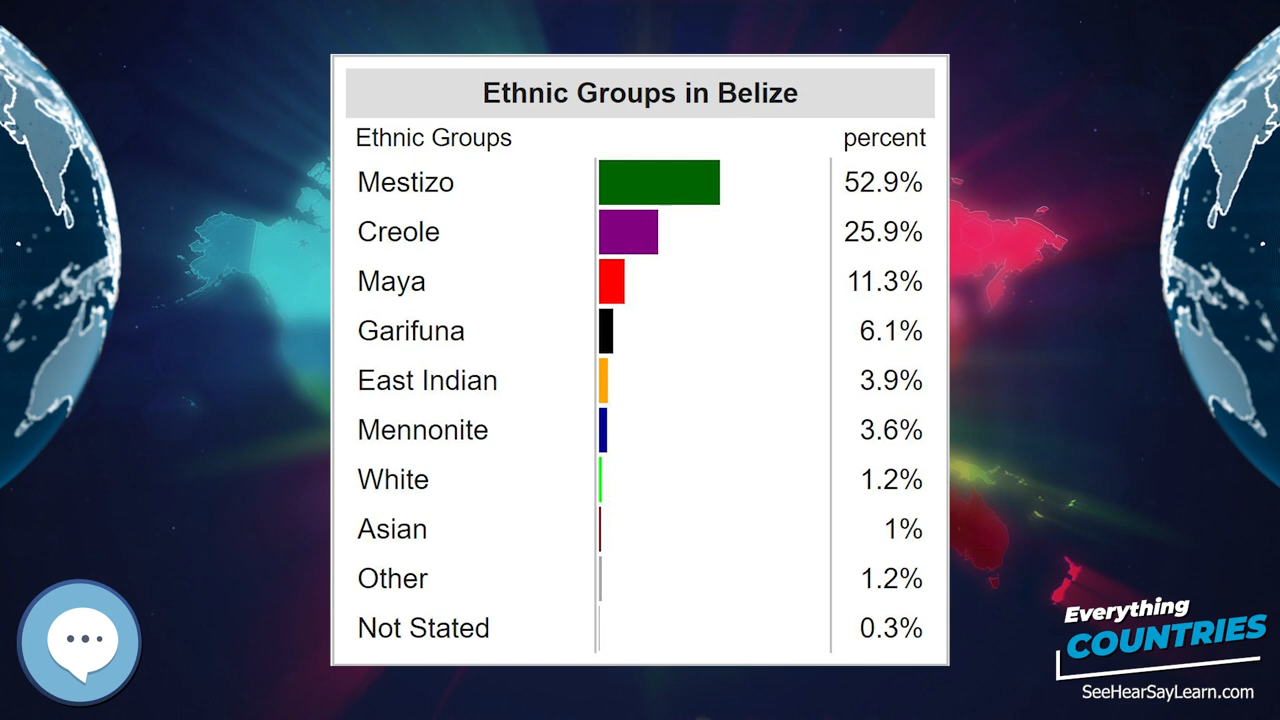 Ethnic Groups in Belize
Ethnic Groups percent
Mestizo 52.9%
Creole 25.9%
Maya 11.3%
Garifuna 6.1%
East Indian 3.9%
Mennonite 3.6%
White 1.2%
Asian 1%
Other 1.2%
Not Stated 0.3%
Everything
COUNTRIES
SeeHearSayLearn.com